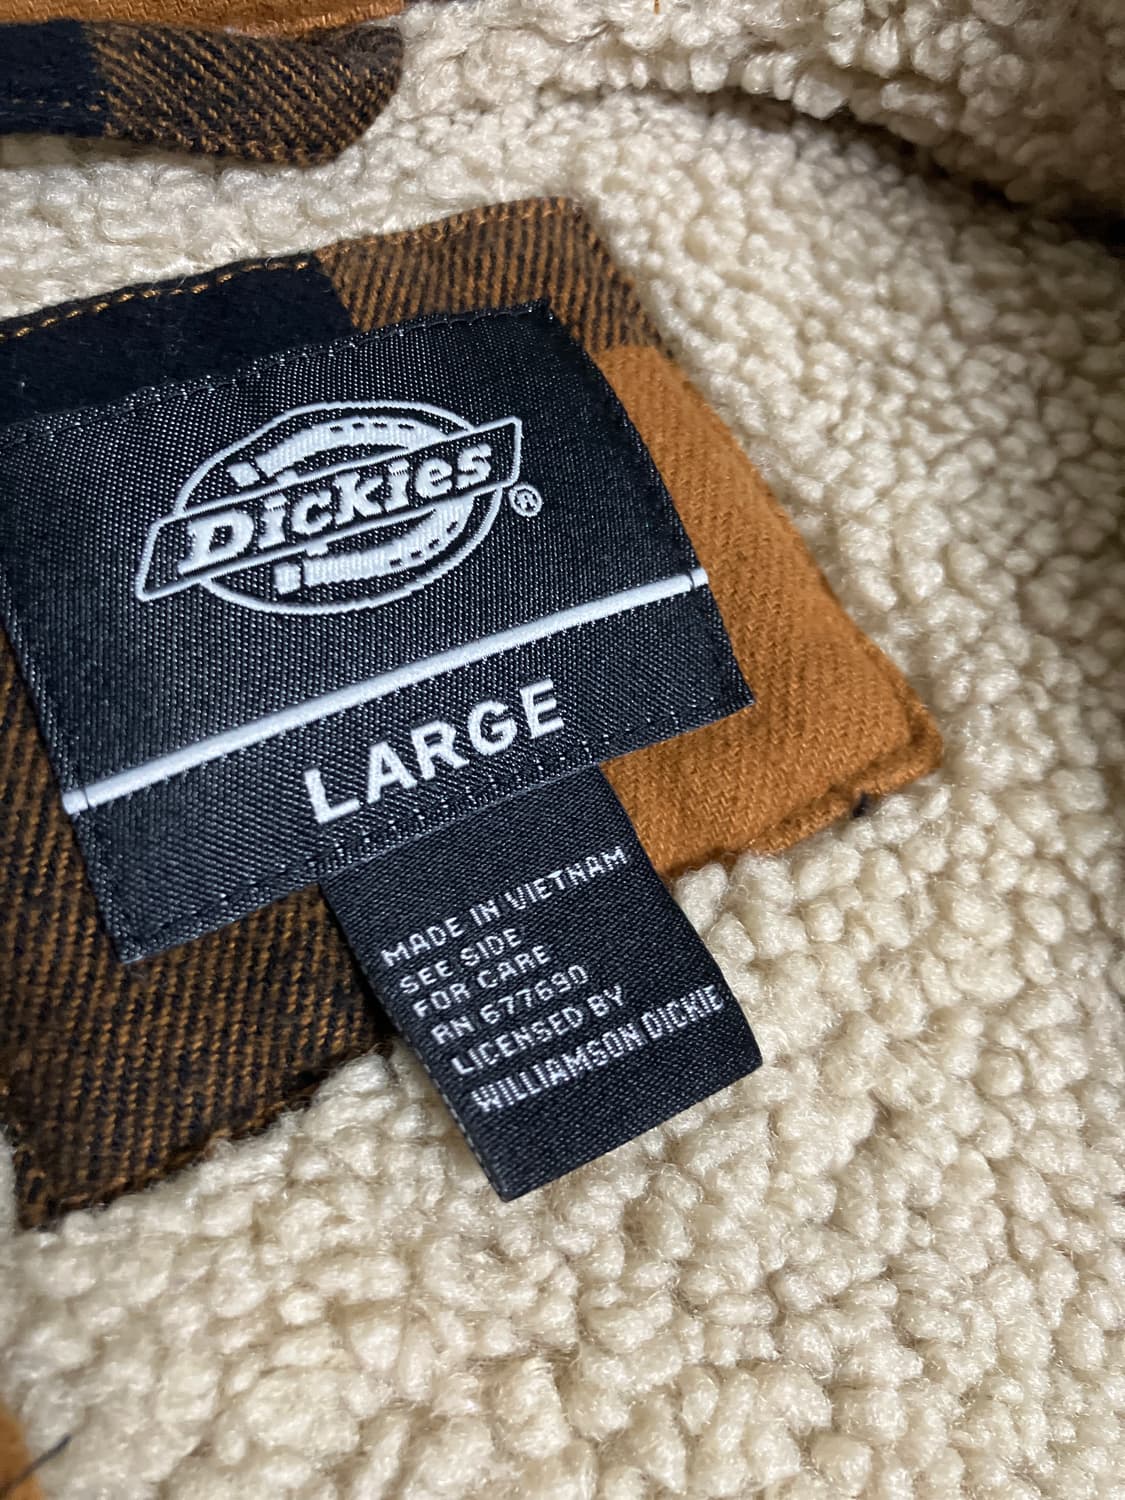 Dickies®
LARGE
MADE IN VIETNAM
SEE SIDE
FOR CARE
RN 677690
LICENSED BY
WILLIAMSON DICKIE